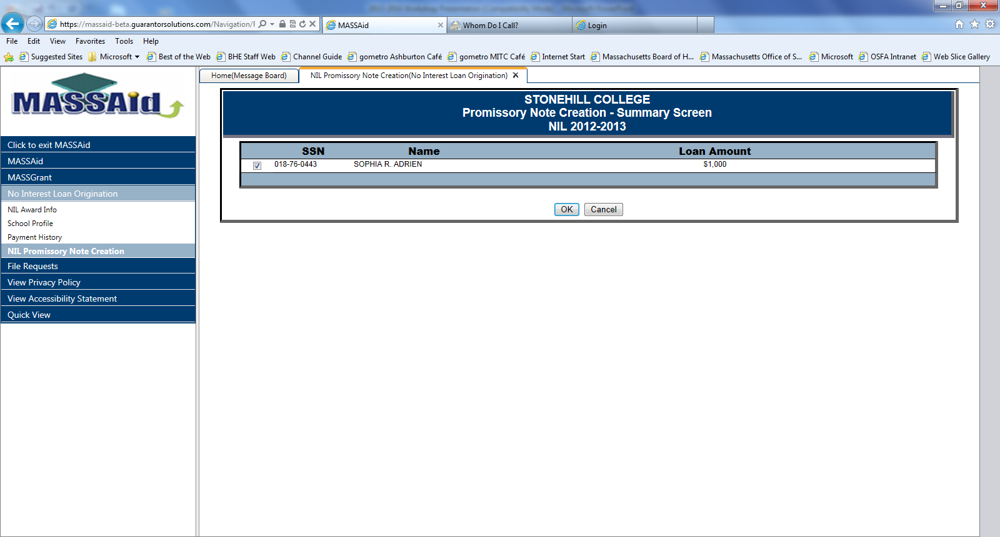 https://massaid-beta.guarantorsolutions.com/Navigation/
MASSAid
Whom Do I Call?
Login
File Edit View Favorites Tools Help
Suggested Sites Microsoft Best of the Web BHE Staff Web Channel Guide gometro Ashburton Café gometro MITC Café Internet Start Massachusetts Board of H... Massachusetts Office of S... Microsoft OSFA Intranet Web Slice Gallery
MASSAid
Home(Message Board) NIL Promissory Note Creation(No Interest Loan Origination) X
Click to exit MASSAid
MASSAid
MASSGrant
No Interest Loan Origination
NIL Award Info
School Profile
Payment History
NIL Promissory Note Creation
File Requests
View Privacy Policy
View Accessibility Statement
Quick View
STONEHILL COLLEGE
Promissory Note Creation - Summary Screen
NIL 2012-2013
SSN Name Loan Amount
018-76-0443 SOPHIA R. ADRIEN $1,000
OK Cancel